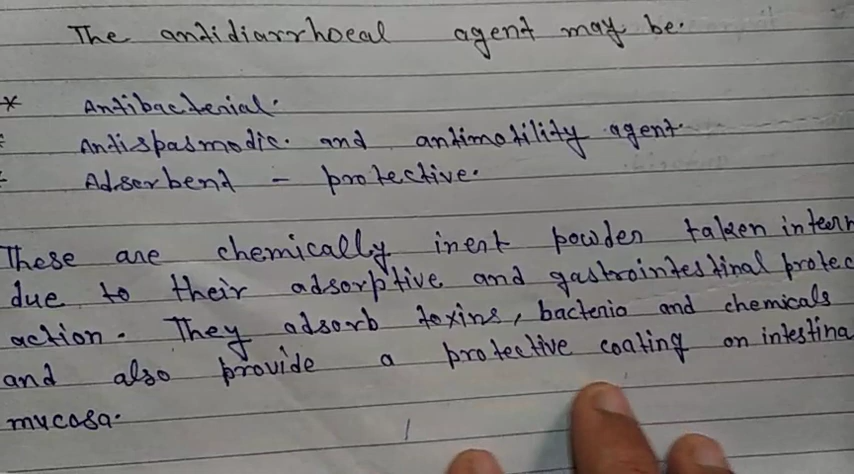 The antidiarrhoeal agent may be.
* Antibacterial.
Antispasmodic. and antimotility agent.
Adserbend - protective.
These are chemically inert powder taken intern
due to their adsorptive and gastrointestinal protec
action. They adsorb toxins, bacteria and chemicals
and also provide a protective coating on intestina
mucosa.